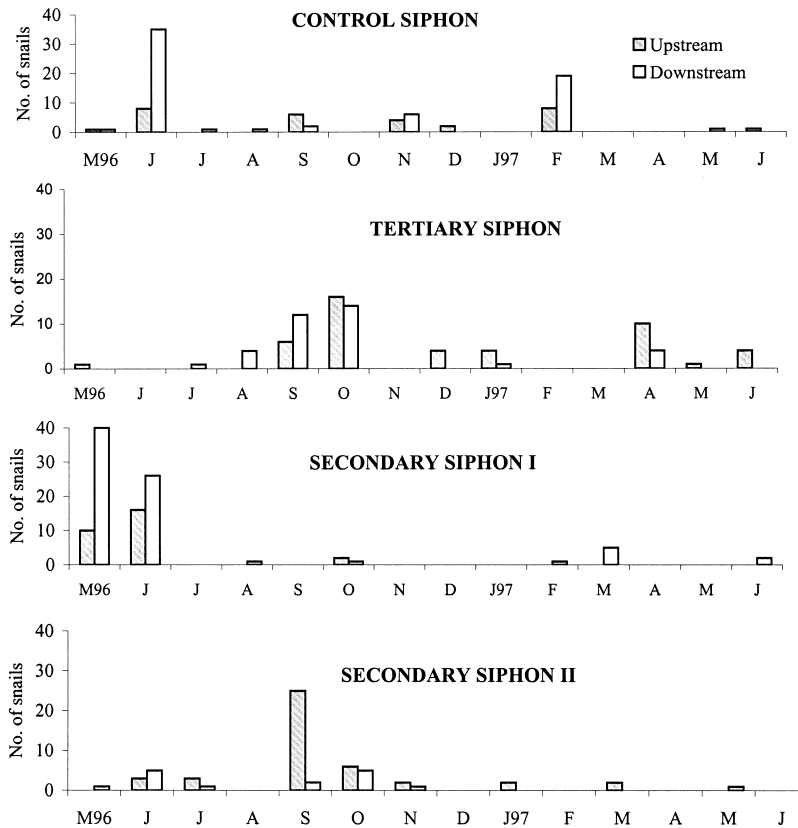 CONTROL SIPHON
No. of snails
40
30
20
10
0
Upstream
Downstream
M96 J J A S O N D J97 F M A M J
TERTIARY SIPHON
No. of snails
40
30
20
10
0
M96 J J A S O N D J97 F M A M J
SECONDARY SIPHON I
No. of snails
40
30
20
10
0
M96 J J A S O N D J97 F M A M J
SECONDARY SIPHON II
No. of snails
40
30
20
10
0
M96 J J A S O N D J97 F M A M J